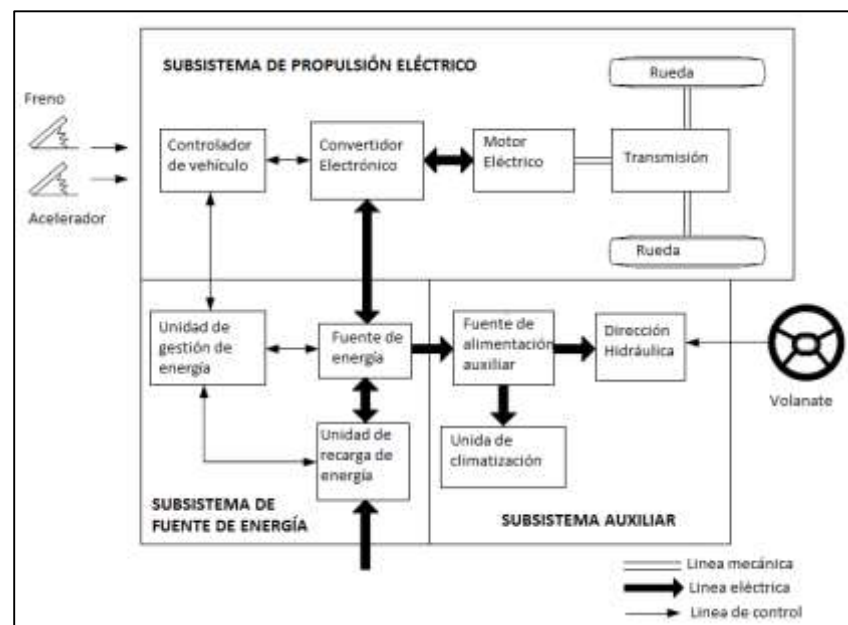 SUBSISTEMA DE PROPULSIÓN ELÉCTRICO
Rueda
Freno
Controlador
de vehículo
Convertidor
Electrónico
Motor
Eléctrico
Transmisión
Acelerador
Rueda
Unidad de
gestión de
energía
Fuente de
energía
Fuente de
alimentación
auxiliar
Dirección
Hidráulica
Volanate
Unidad de
recarga de
energía
Unida de
climatización
SUBSISTEMA DE
FUENTE DE ENERGÍA
SUBSISTEMA AUXILIAR
Linea mecánica
Linea eléctrica
Linea de control